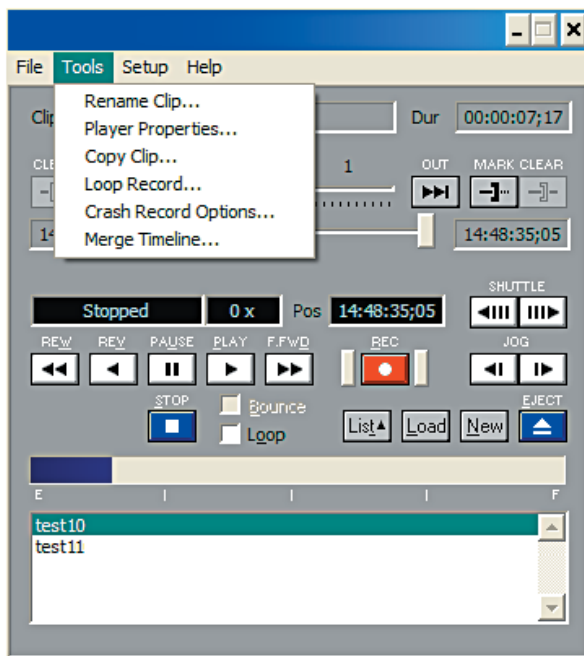 File Tools Setup Help
Rename Clip...
Player Properties...
Copy Clip...
Loop Record...
Crash Record Options...
Merge Timeline...
Clip
Dur 00:00:07;17
1 OUT MARK CLEAR
14:48:35;05
SHUTTLE
Stopped 0 x Pos 14:48:35;05
REW REV PAUSE PLAY F.FWD REC JOG
STOP Bounce EJECT
Loop List Load New
E F
test10
test11